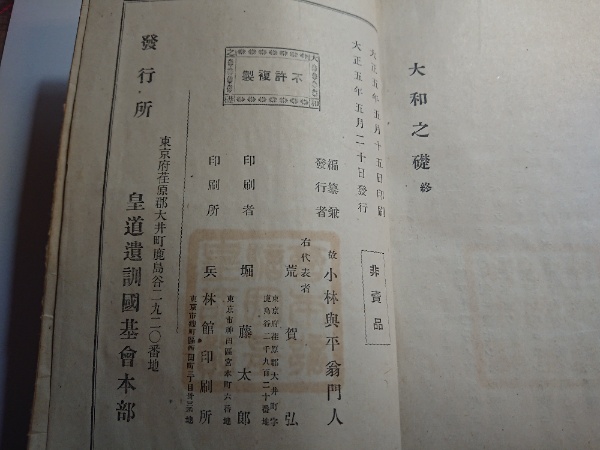 大和之礎 終
大正五年五月十五日印刷
大正五年五月二十日發行
非賣品
不許複製
編纂兼
發行者
故小林與平翁門人
右代表者
荒賀弘
東京府荏原郡大井町字
鹿島谷二千九百二十番地
印刷者
堀藤太郎
東京市神田區宮本町六番地
印刷所
兵林館印刷所
發行所
東京府荏原郡大井町鹿島谷二九二〇番地
皇道遺訓國基會本部